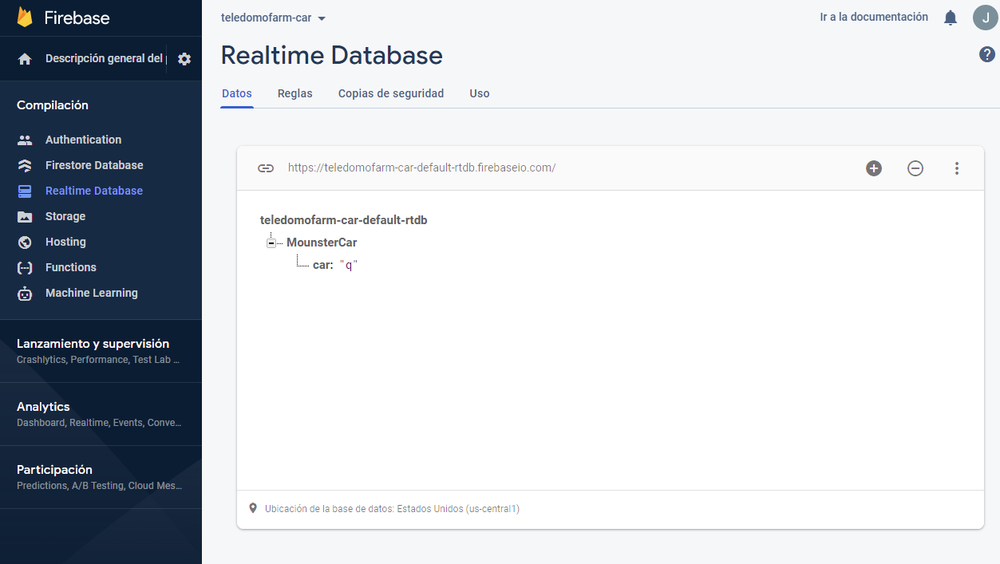 Firebase
teledomofarm-car
Ir a la documentación
J
Descripción general del
Realtime Database
?
Datos
Reglas
Copias de seguridad
Uso
Compilación
Authentication
Firestore Database
Realtime Database
Storage
Hosting
Functions
Machine Learning
Lanzamiento y supervisión
Crashlytics, Performance, Test Lab ...
Analytics
Dashboard, Realtime, Events, Conve...
Participación
Predictions, A/B Testing, Cloud Mes...
https://teledomofarm-car-default-rtdb.firebaseio.com/
teledomofarm-car-default-rtdb
MounsterCar
car: "q"
Ubicación de la base de datos: Estados Unidos (us-central1)